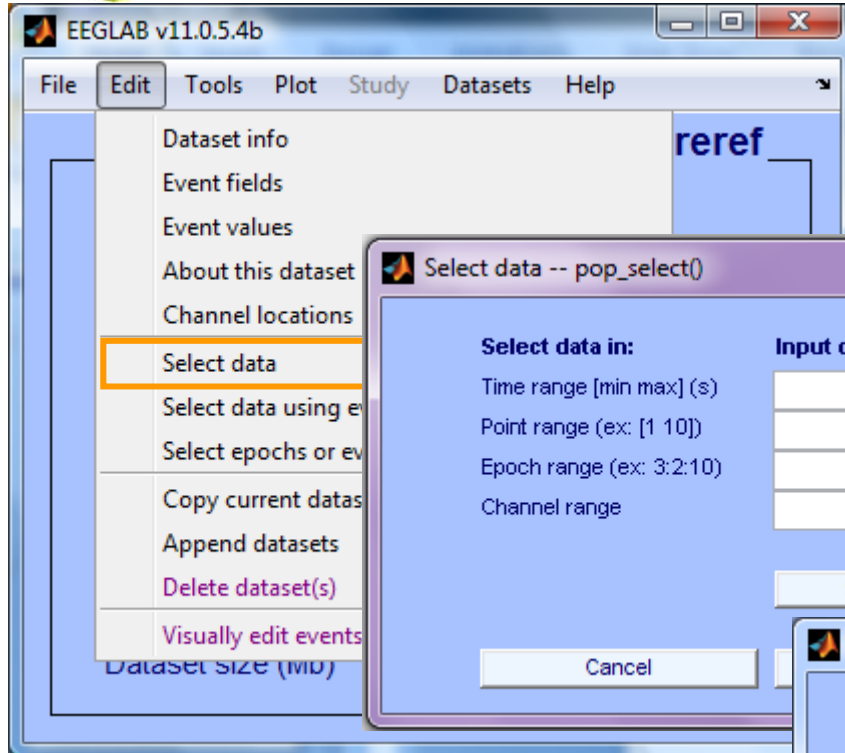 EEGLAB v11.0.5.4b
File Edit Tools Plot Study Datasets Help
reref
Dataset info
Event fields
Event values
About this dataset
Channel locations
Select data
Select data using
Select epochs or
Copy current
Append datasets
Delete dataset(s)
Visually edit events
Dataset size (Mb)
Select data -- pop_select()
Select data in: Input
Time range [min max] (s)
Point range (ex: [1 10])
Epoch range (ex: 3:2:10)
Channel range
Cancel